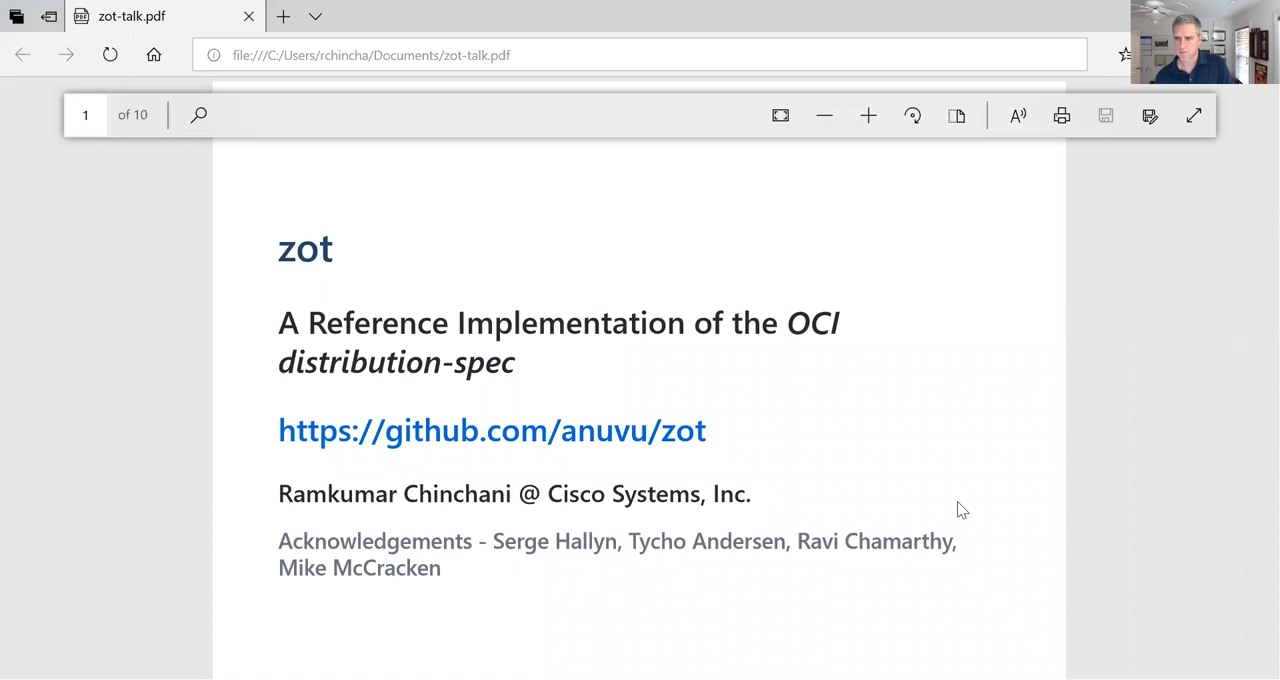 zot-talk.pdf
file:///C:/Users/rchincha/Documents/zot-talk.pdf
1 of 10
zot
A Reference Implementation of the OCI
distribution-spec
https://github.com/anuvu/zot
Ramkumar Chinchani @ Cisco Systems, Inc.
Acknowledgements - Serge Hallyn, Tycho Andersen, Ravi Chamarthy,
Mike McCracken